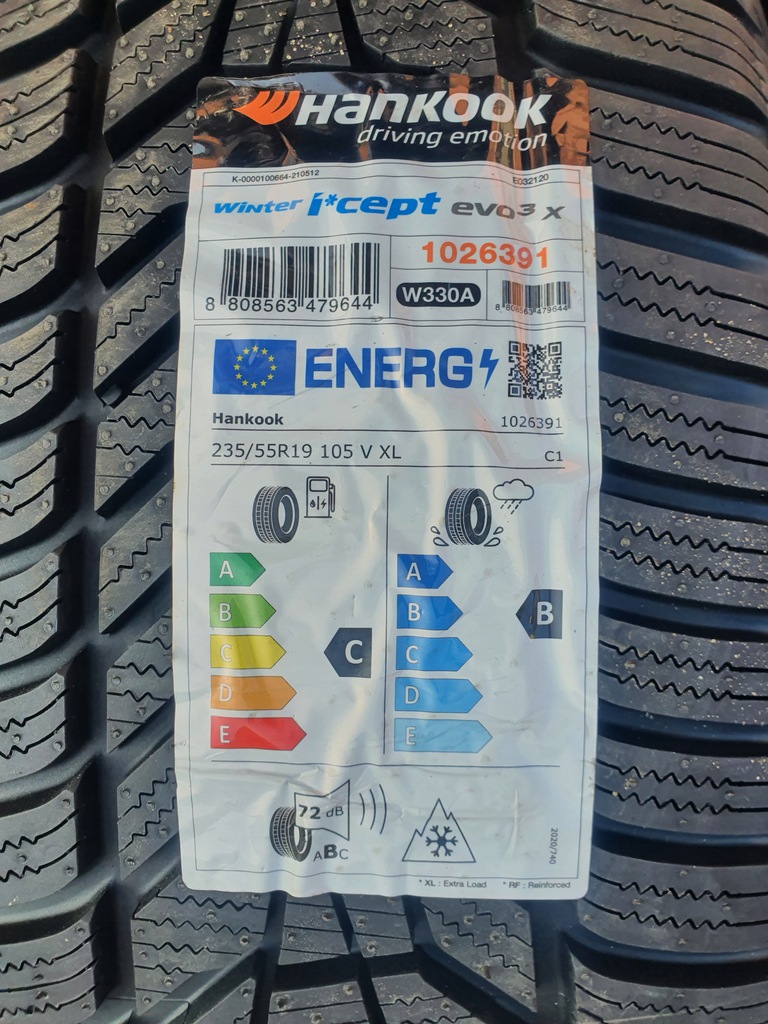 HANKOOK
driving emotion
K-0000100664-210512 E032120
winter i*cept evo3 x
1026391
W330A
8 808563 479644
8 808563 479644
ENERG
Hankook 1026391
235/55R19 105 V XL C1
A A
B B B
C C C
D D
E E
72 dB
ABC
2020/740
* XL : Extra Load * RF : Reinforced